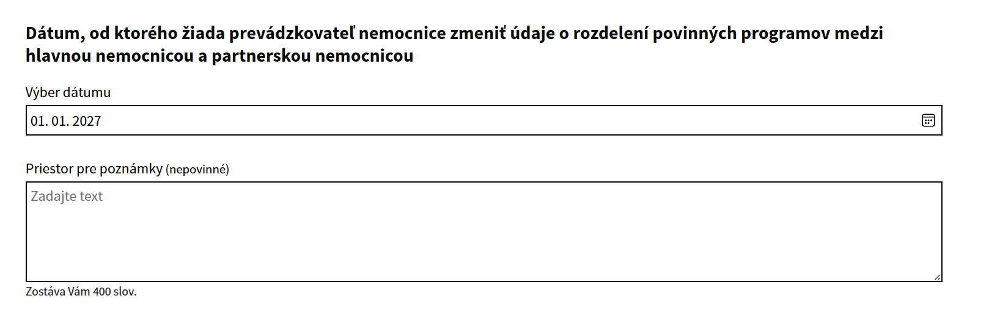 Dátum, od ktorého žiada prevádzkovateľ nemocnice zmeniť údaje o rozdelení povinných programov medzi
hlavnou nemocnicou a partnerskou nemocnicou
Výber dátumu
01. 01. 2027
Priestor pre poznámky (nepovinné)
Zadajte text
Zostáva Vám 400 slov.